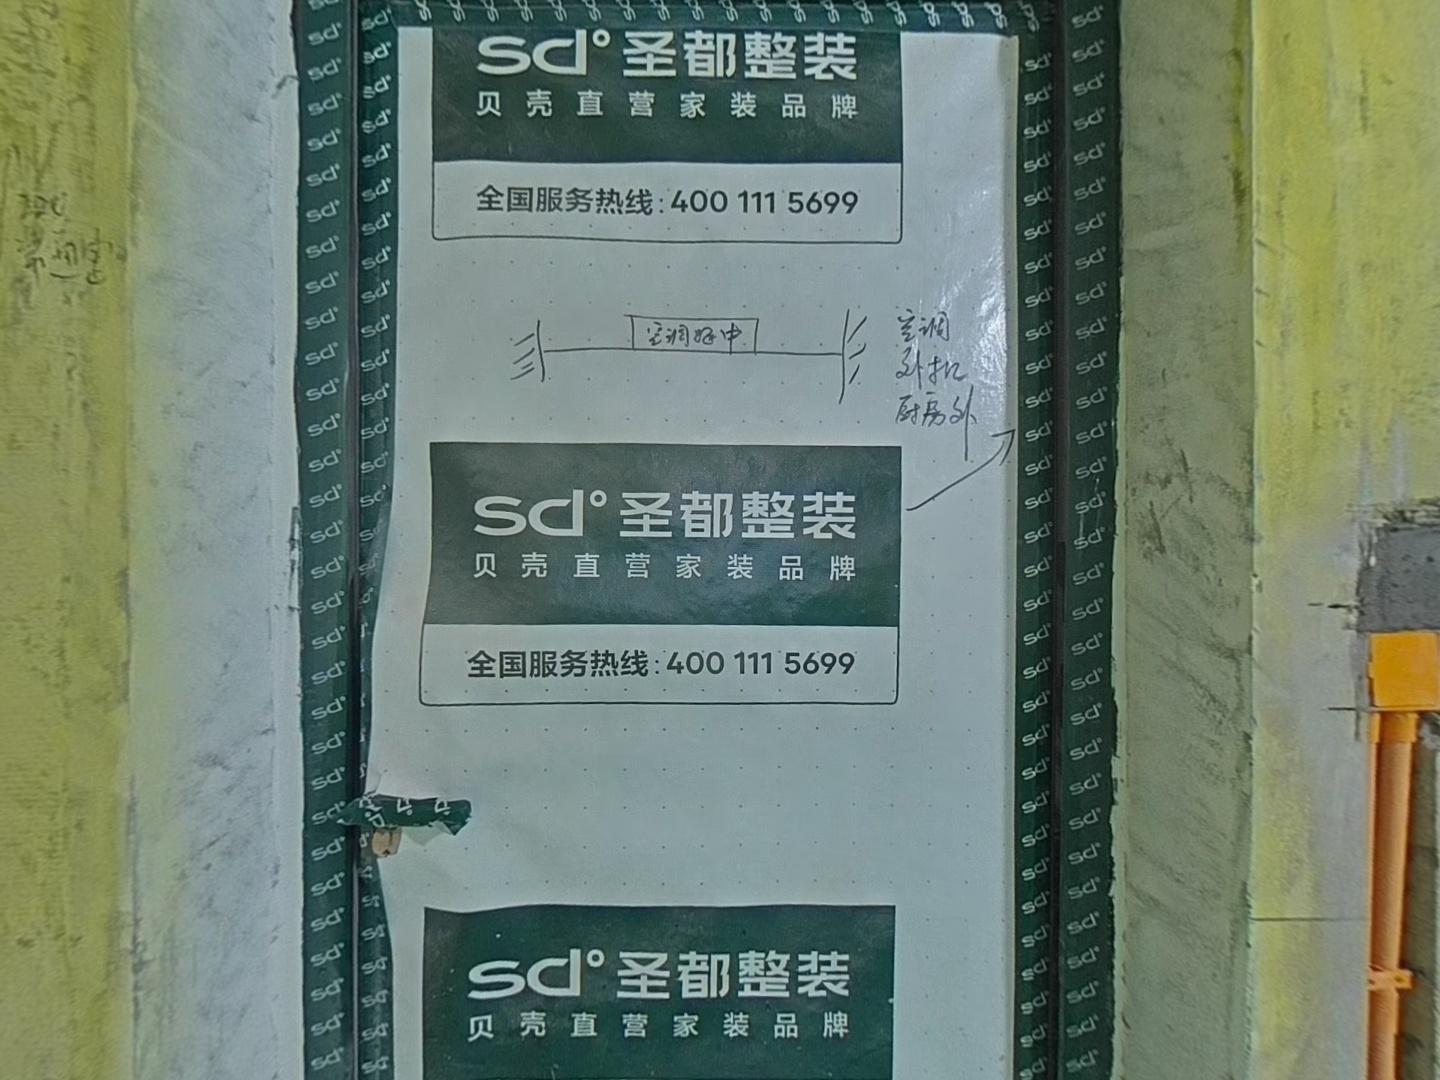 sd°圣都整装
贝壳直营家装品牌
全国服务热线:400 111 5699
空调居中
空调
外机
厨房外
sd°圣都整装
贝壳直营家装品牌
全国服务热线:400 111 5699
sd°圣都整装
贝壳直营家装品牌